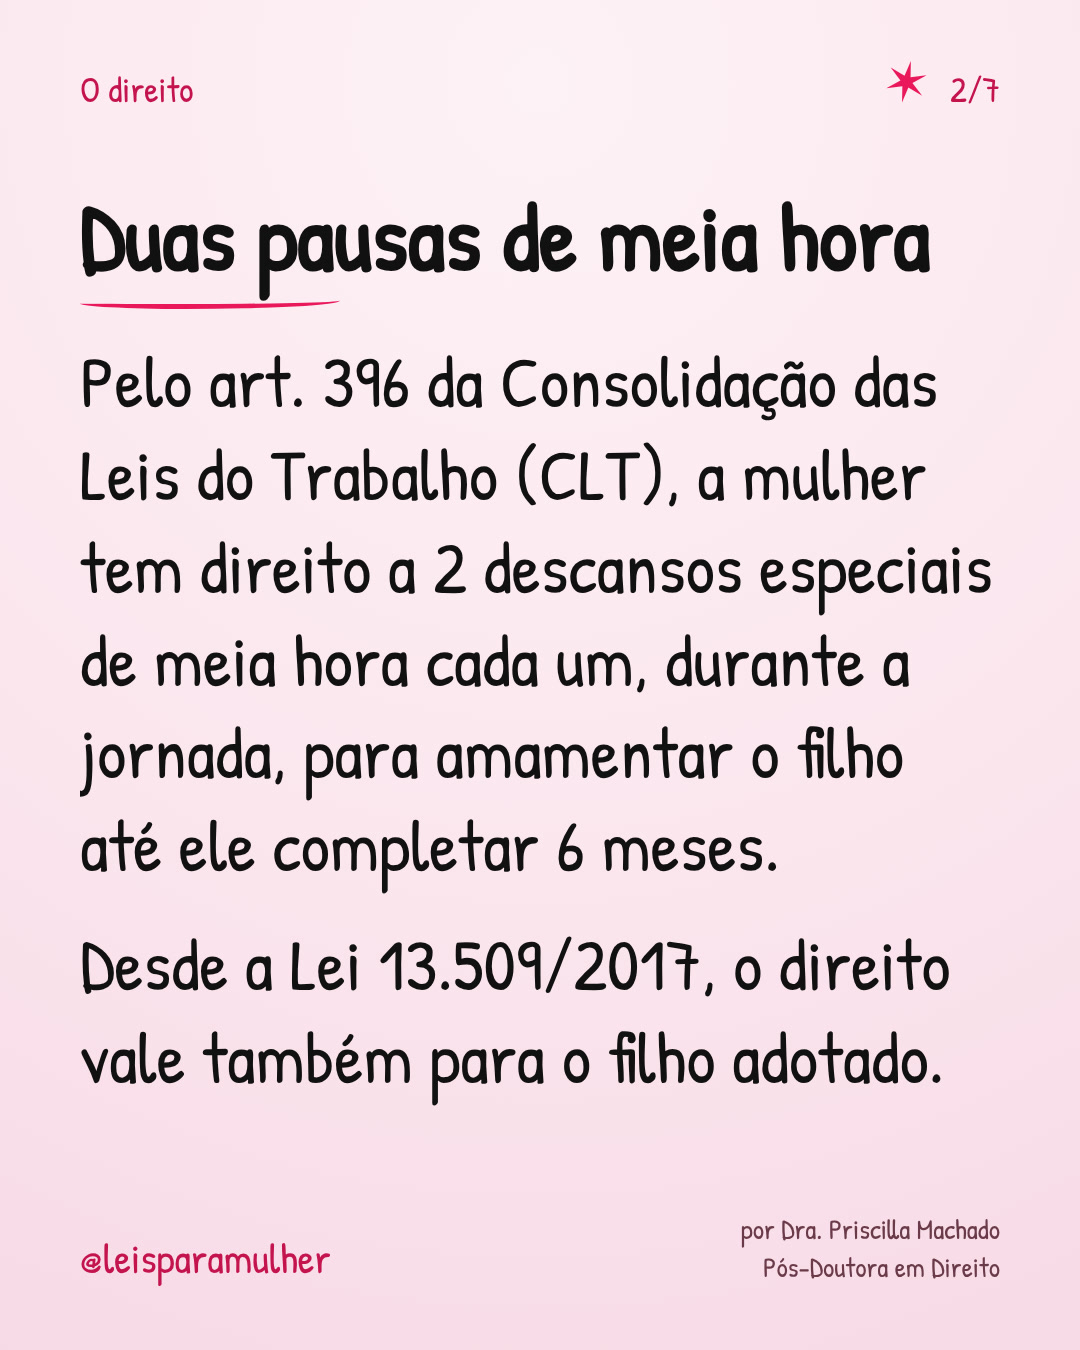 O direito
2/7
Duas pausas de meia hora
Pelo art. 396 da Consolidação das
Leis do Trabalho (CLT), a mulher
tem direito a 2 descansos especiais
de meia hora cada um, durante a
jornada, para amamentar o filho
até ele completar 6 meses.
Desde a Lei 13.509/2017, o direito
vale também para o filho adotado.
@leisparamulher
por Dra. Priscilla Machado
Pós-Doutora em Direito